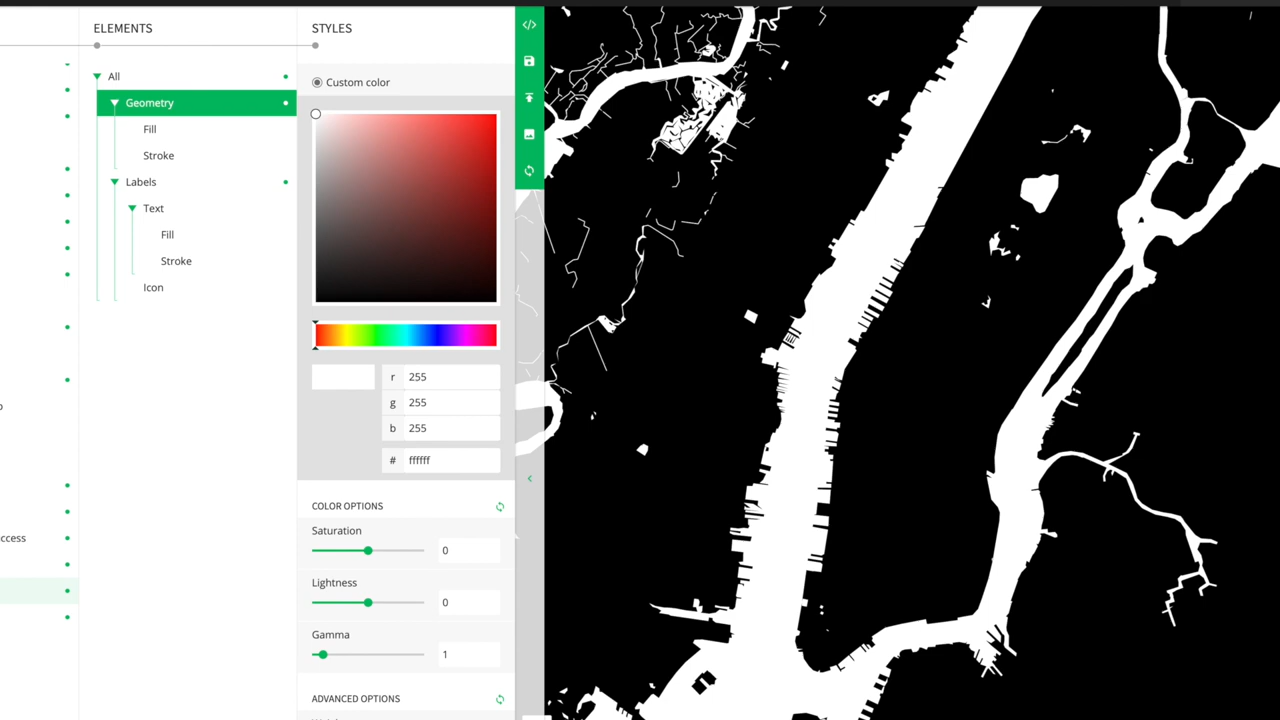 ELEMENTS
All
Geometry
Fill
Stroke
Labels
Text
Fill
Stroke
Icon
ccess
STYLES
Custom color
r 255
g 255
b 255
# ffffff
COLOR OPTIONS
Saturation
0
Lightness
0
Gamma
1
ADVANCED OPTIONS